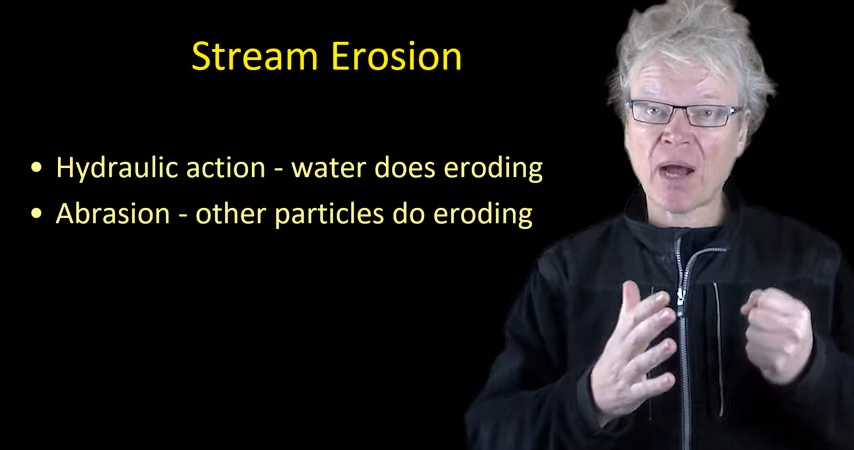 Stream Erosion
• Hydraulic action - water does eroding
• Abrasion - other particles do eroding